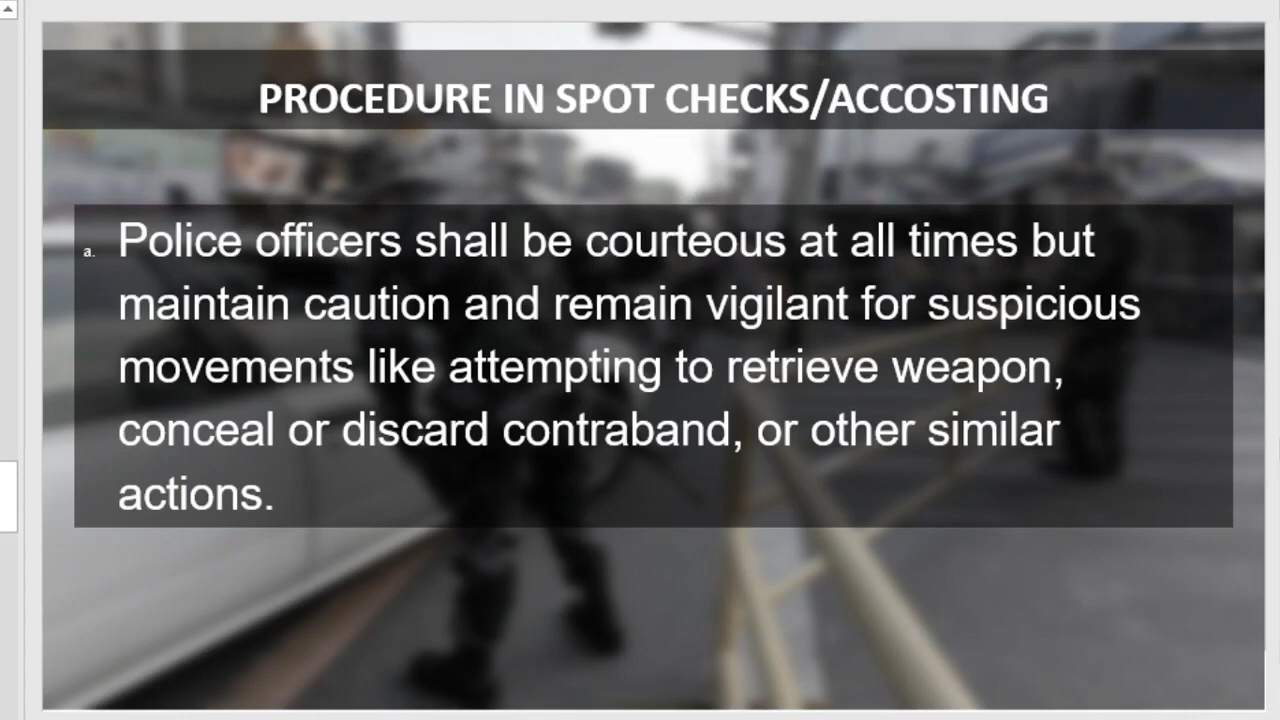 PROCEDURE IN SPOT CHECKS/ACCOSTING
a. Police officers shall be courteous at all times but
maintain caution and remain vigilant for suspicious
movements like attempting to retrieve weapon,
conceal or discard contraband, or other similar
actions.